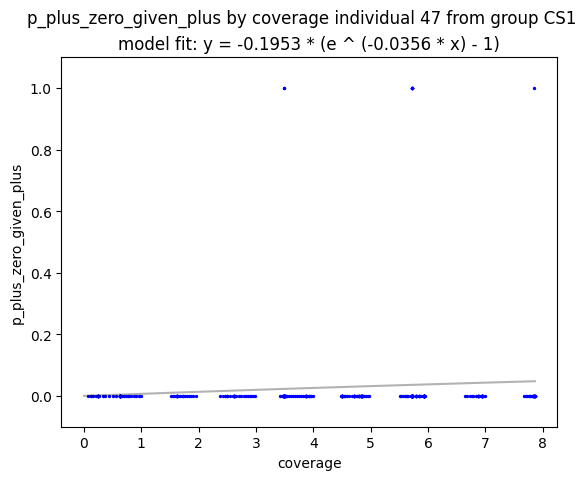 p_plus_zero_given_plus by coverage individual 47 from group CS1
model fit: y = -0.1953 * (e ^ (-0.0356 * x) - 1)
p_plus_zero_given_plus
1.0
0.8
0.6
0.4
0.2
0.0
0 1 2 3 4 5 6 7 8
coverage